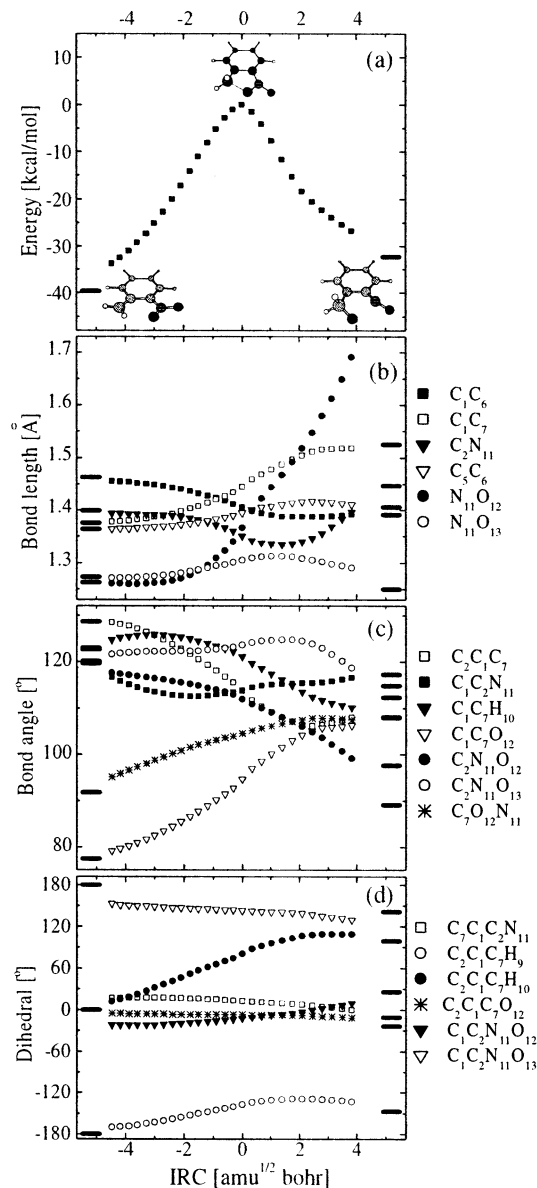 -4 -2 0 2 4
(a)
10
0
-10
-20
-30
-40
Energy [kcal/mol]
(b)
1.7
1.6
1.5
1.4
1.3
Bond length [Å]
C₁C₆
C₁C₇
C₂N₁₁
C₅C₆
N₁₁O₁₂
N₁₁O₁₃
(c)
120
100
80
Bond angle [°]
C₂C₁C₇
C₁C₂N₁₁
C₁C₇H₁₀
C₁C₇O₁₂
C₂N₁₁O₁₂
C₂N₁₁O₁₃
C₇O₁₂N₁₁
(d)
180
120
60
0
-60
-120
-180
Dihedral [°]
C₇C₁C₂N₁₁
C₂C₁C₇H₉
C₂C₁C₇H₁₀
C₂C₁C₇O₁₂
C₁C₂N₁₁O₁₂
C₁C₂N₁₁O₁₃
-4 -2 0 2 4
IRC [amu^1/2 bohr]